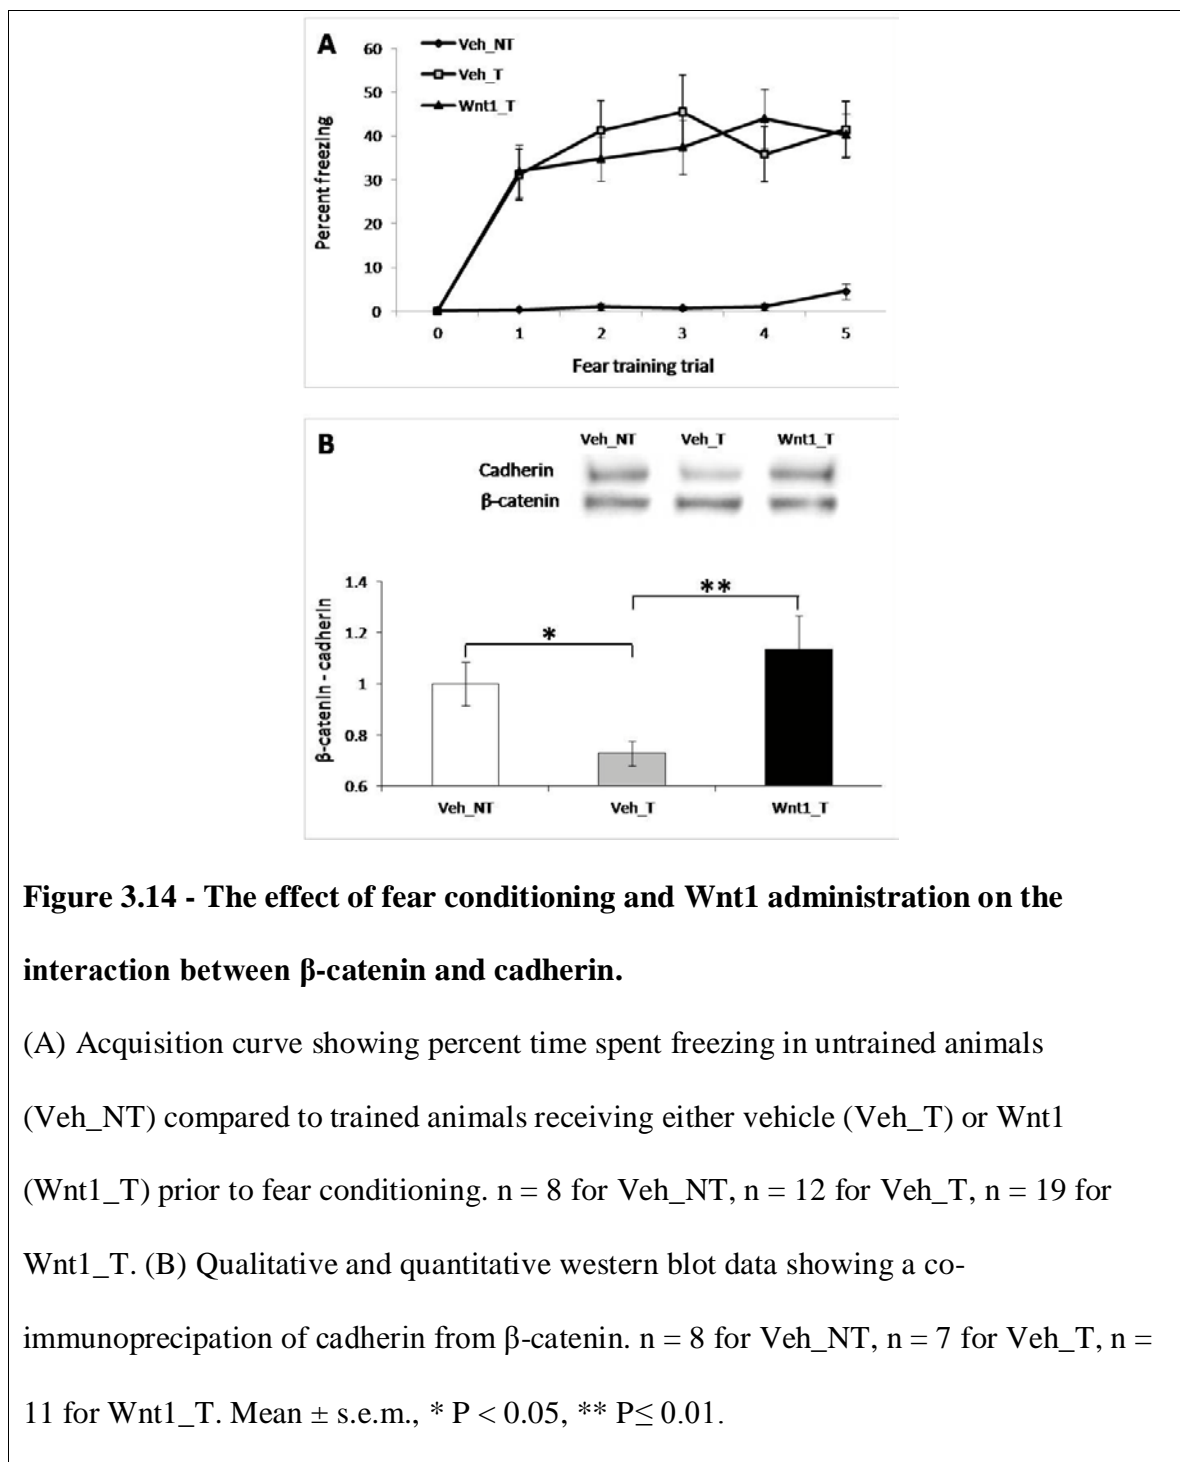 A
Veh_NT
Veh_T
Wnt1_T
Percent freezing
60
50
40
30
20
10
0
0 1 2 3 4 5
Fear training trial
B
Veh_NT Veh_T Wnt1_T
Cadherin
β-catenin
β-catenin - cadherin
1.4
1.2
1
0.8
0.6
*
**
Veh_NT Veh_T Wnt1_T
Figure 3.14 - The effect of fear conditioning and Wnt1 administration on the
interaction between β-catenin and cadherin.
(A) Acquisition curve showing percent time spent freezing in untrained animals
(Veh_NT) compared to trained animals receiving either vehicle (Veh_T) or Wnt1
(Wnt1_T) prior to fear conditioning. n = 8 for Veh_NT, n = 12 for Veh_T, n = 19 for
Wnt1_T. (B) Qualitative and quantitative western blot data showing a co-
immunoprecipation of cadherin from β-catenin. n = 8 for Veh_NT, n = 7 for Veh_T, n =
11 for Wnt1_T. Mean ± s.e.m., * P < 0.05, ** P≤ 0.01.